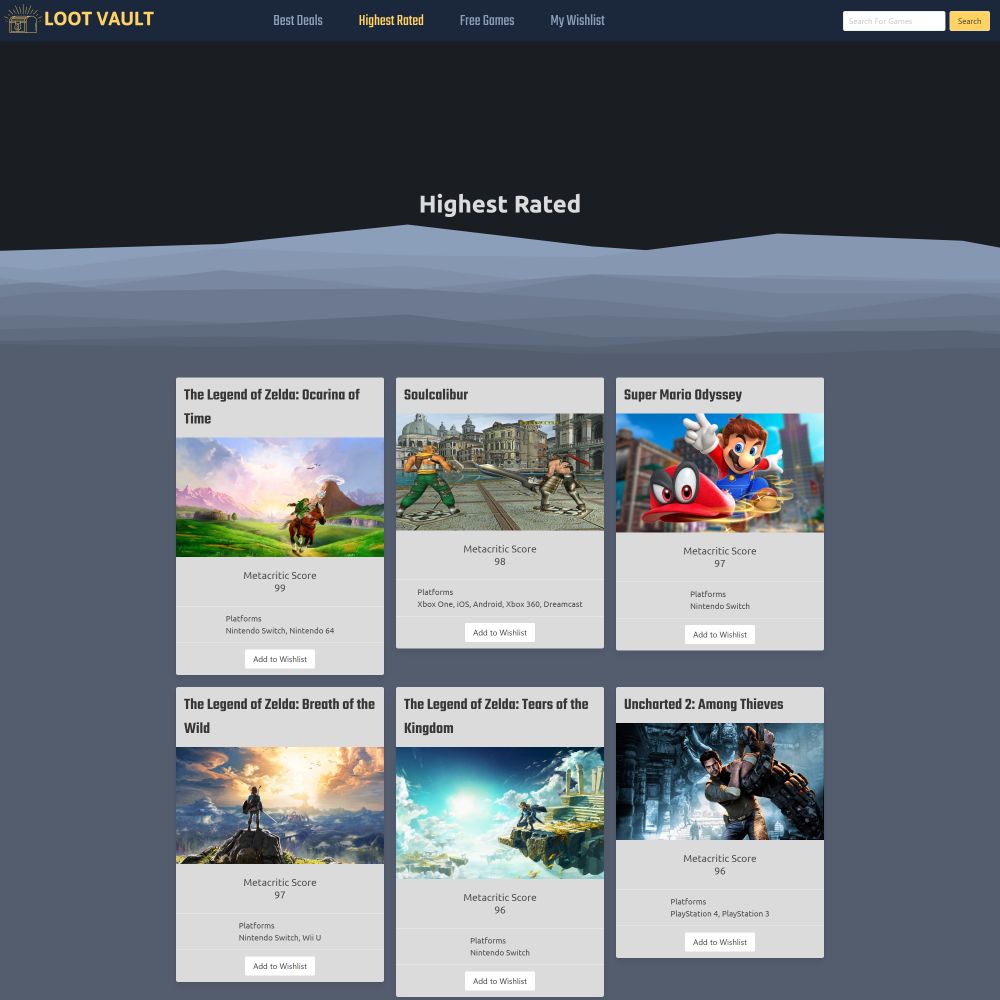 LOOT VAULT
Best Deals
Highest Rated
Free Games
My Wishlist
Search For Games
Search
Highest Rated
The Legend of Zelda: Ocarina of
Time
Metacritic Score
99
Platforms
Nintendo Switch, Nintendo 64
Add to Wishlist
Soulcalibur
Metacritic Score
98
Platforms
Xbox One, iOS, Android, Xbox 360, Dreamcast
Add to Wishlist
Super Mario Odyssey
Metacritic Score
97
Platforms
Nintendo Switch
Add to Wishlist
The Legend of Zelda: Breath of the
Wild
Metacritic Score
97
Platforms
Nintendo Switch, Wii U
Add to Wishlist
The Legend of Zelda: Tears of the
Kingdom
Metacritic Score
96
Platforms
Nintendo Switch
Add to Wishlist
Uncharted 2: Among Thieves
Metacritic Score
96
Platforms
PlayStation 4, PlayStation 3
Add to Wishlist